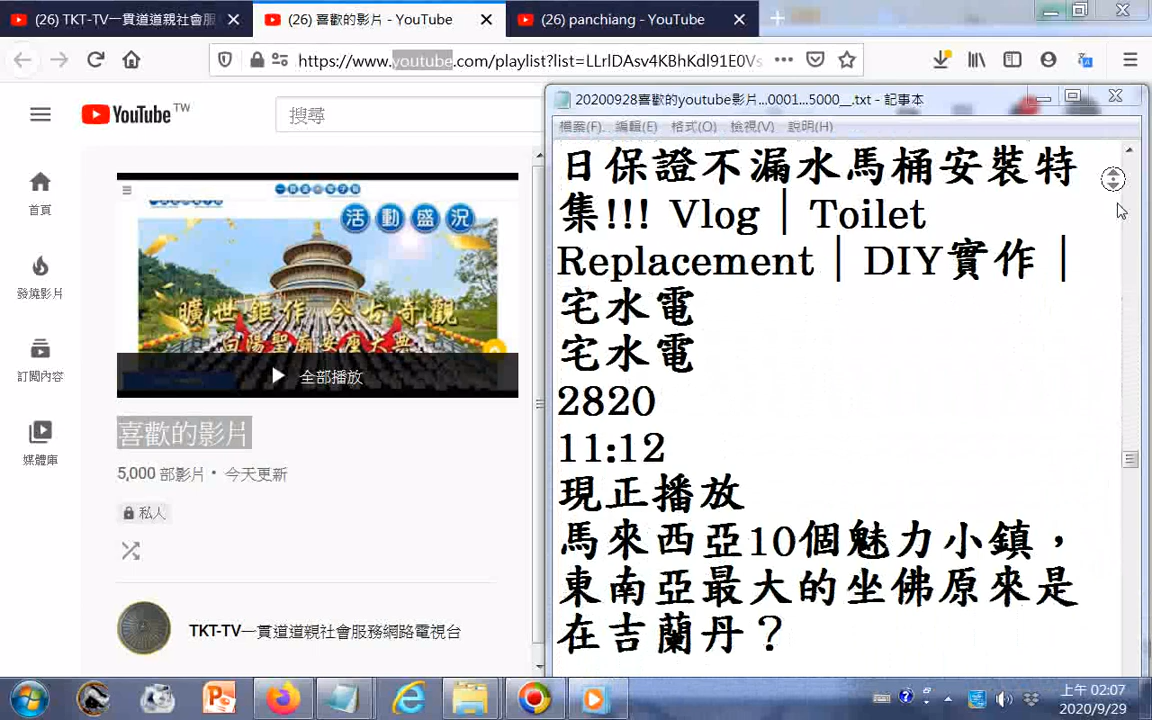 (26) TKT-TV一貫道道親社會服
(26) 喜歡的影片 - YouTube
(26) panchiang - YouTube
https://www.youtube.com/playlist?list=LLrlDAsv4KBhKdl91E0Vs
YouTube TW
搜尋
首頁
發燒影片
訂閱內容
媒體庫
活動盛況
曠世鉅作 今古奇觀
白陽聖廟安座大典
全部播放
喜歡的影片
5,000 部影片 · 今天更新
私人
TKT-TV一貫道道親社會服務網路電視台
20200928喜歡的youtube影片...0001...5000__.txt - 記事本
檔案(F) 編輯(E) 格式(O) 檢視(V) 說明(H)
日保證不漏水馬桶安裝特
集!!! Vlog｜Toilet
Replacement｜DIY實作｜
宅水電
宅水電
2820
11:12
現正播放
馬來西亞10個魅力小鎮，
東南亞最大的坐佛原來是
在吉蘭丹？
上午 02:07
2020/9/29